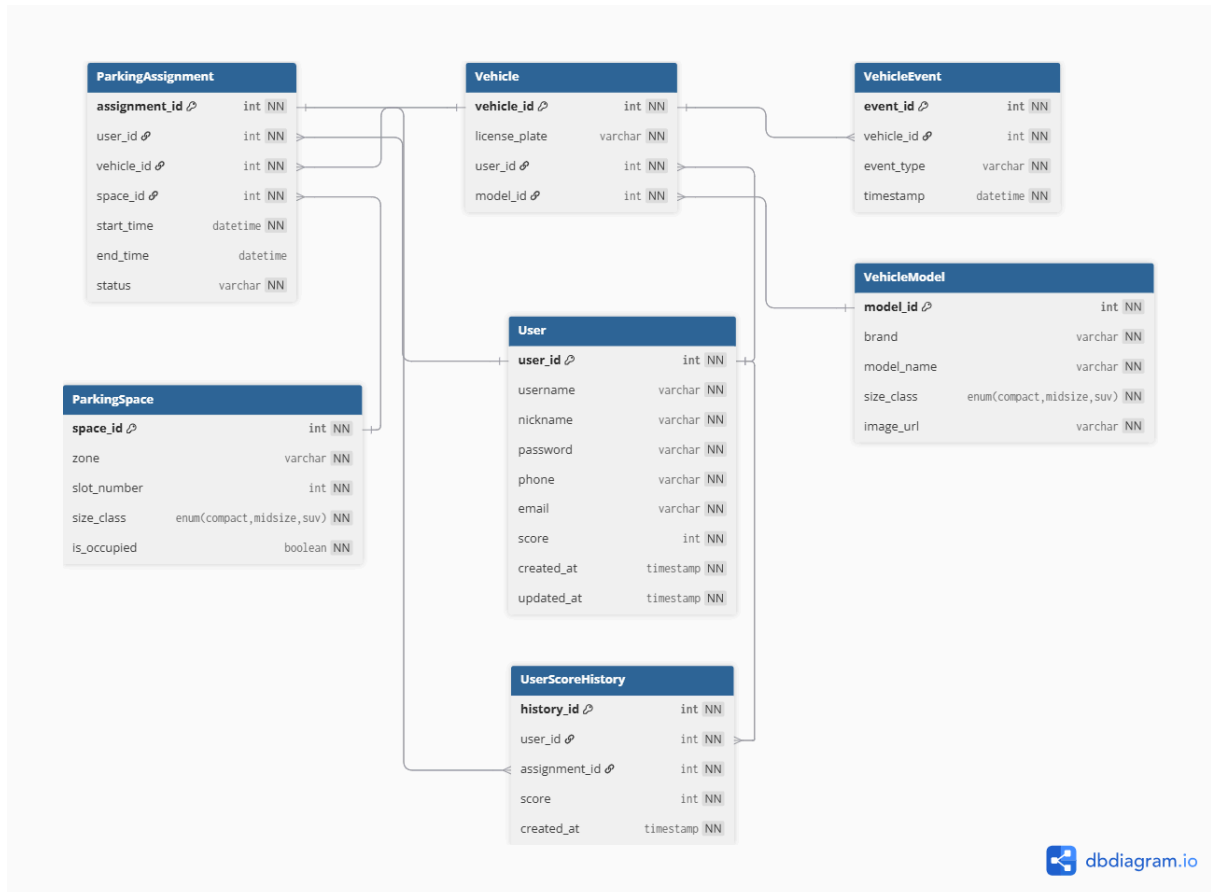 ParkingAssignment
assignment_id int NN
user_id int NN
vehicle_id int NN
space_id int NN
start_time datetime NN
end_time datetime
status varchar NN
Vehicle
vehicle_id int NN
license_plate varchar NN
user_id int NN
model_id int NN
VehicleEvent
event_id int NN
vehicle_id int NN
event_type varchar NN
timestamp datetime NN
VehicleModel
model_id int NN
brand varchar NN
model_name varchar NN
size_class enum(compact,midsize,suv) NN
image_url varchar NN
User
user_id int NN
username varchar NN
nickname varchar NN
password varchar NN
phone varchar NN
email varchar NN
score int NN
created_at timestamp NN
updated_at timestamp NN
ParkingSpace
space_id int NN
zone varchar NN
slot_number int NN
size_class enum(compact,midsize,suv) NN
is_occupied boolean NN
UserScoreHistory
history_id int NN
user_id int NN
assignment_id int NN
score int NN
created_at timestamp NN
dbdiagram.io